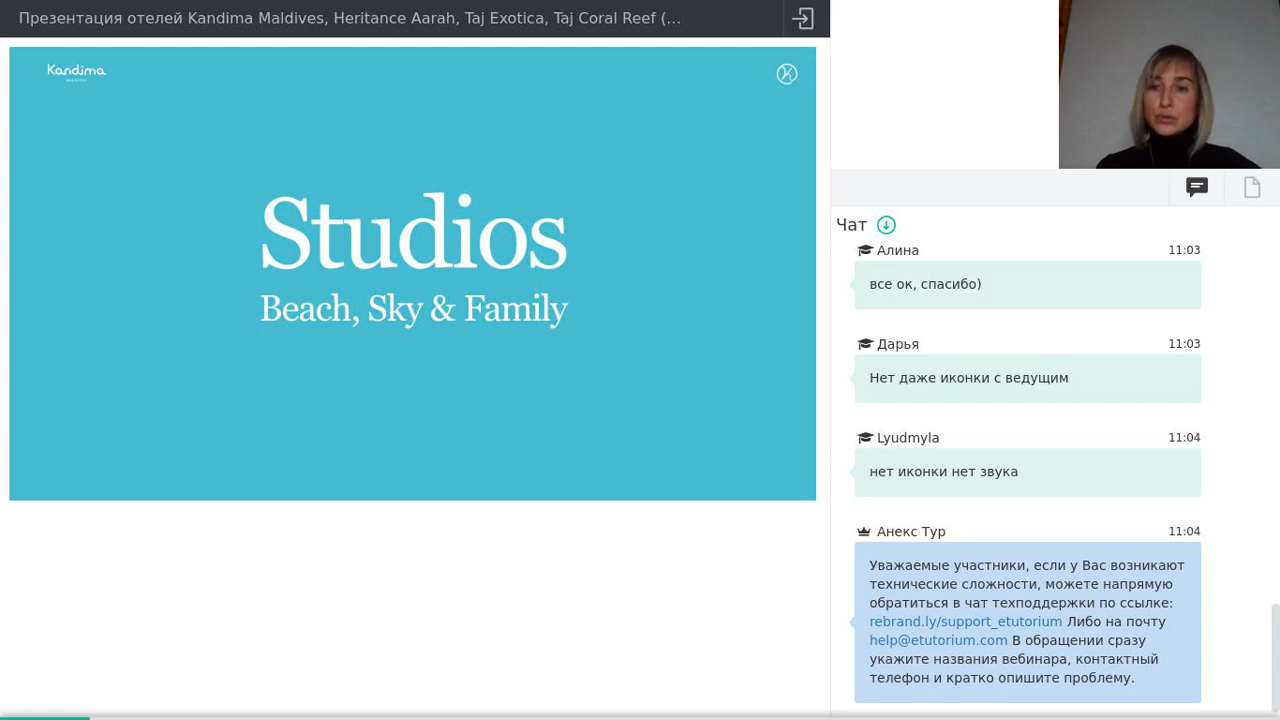 Презентация отелей Kandima Maldives, Heritance Aarah, Taj Exotica, Taj Coral Reef (...
Kandima
Studios
Beach, Sky & Family
Чат
Алина 11:03
все ок, спасибо)
Дарья 11:03
Нет даже иконки с ведущим
Lyudmyla 11:04
нет иконки нет звука
Анекс Тур 11:04
Уважаемые участники, если у Вас возникают
технические сложности, можете напрямую
обратиться в чат техподдержки по ссылке:
rebrand.ly/support_etutorium Либо на почту
help@etutorium.com В обращении сразу
укажите названия вебинара, контактный
телефон и кратко опишите проблему.